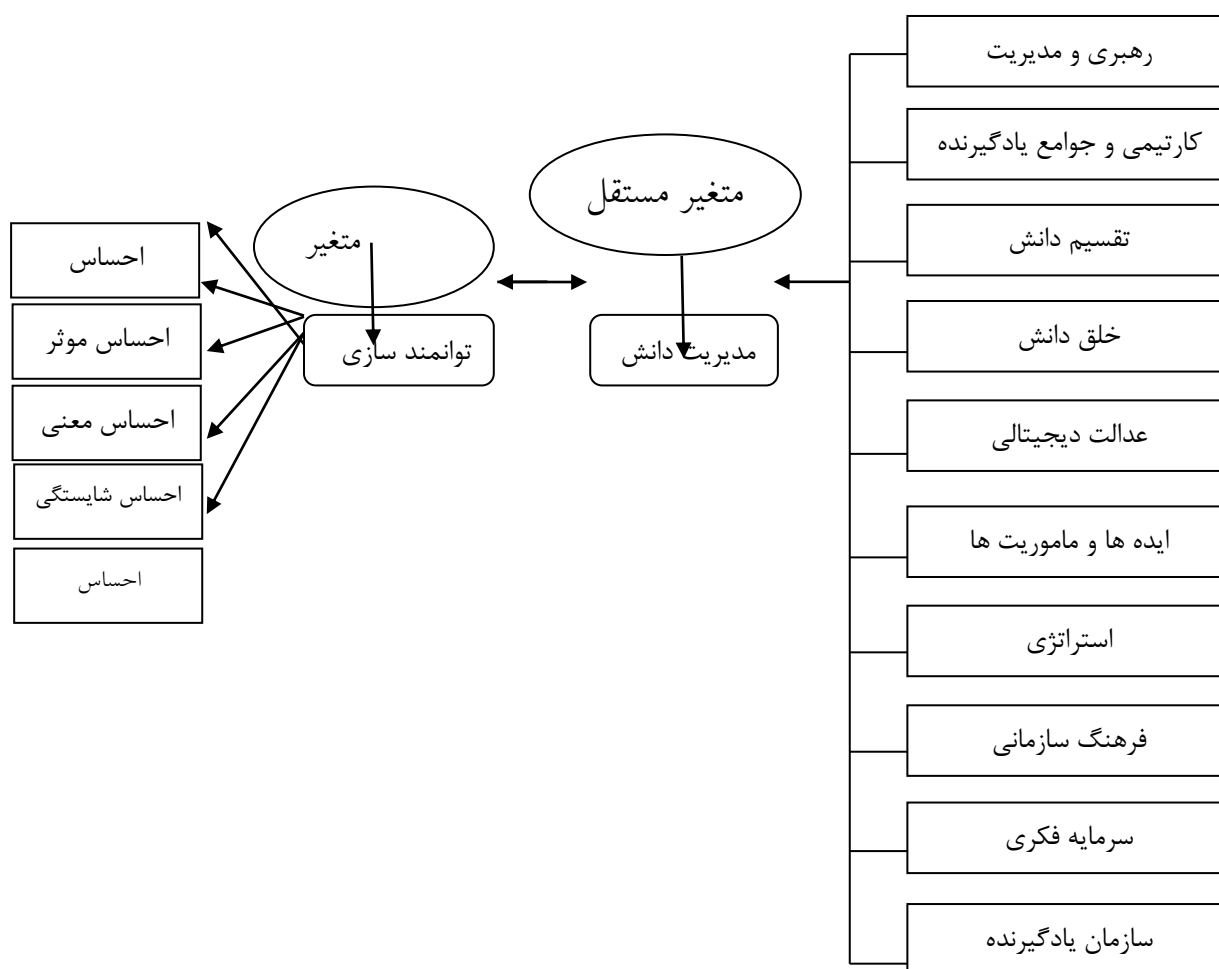 رهبری و مدیریت
کارتیمی و جوامع یادگیرنده
تقسیم دانش
خلق دانش
عدالت دیجیتالی
ایده ها و ماموریت ها
استراتژی
فرهنگ سازمانی
سرمایه فکری
سازمان یادگیرنده
متغیر مستقل
مدیریت دانش
متغیر
توانمند سازی
احساس
احساس موثر
احساس معنی
احساس شایستگی
احساس